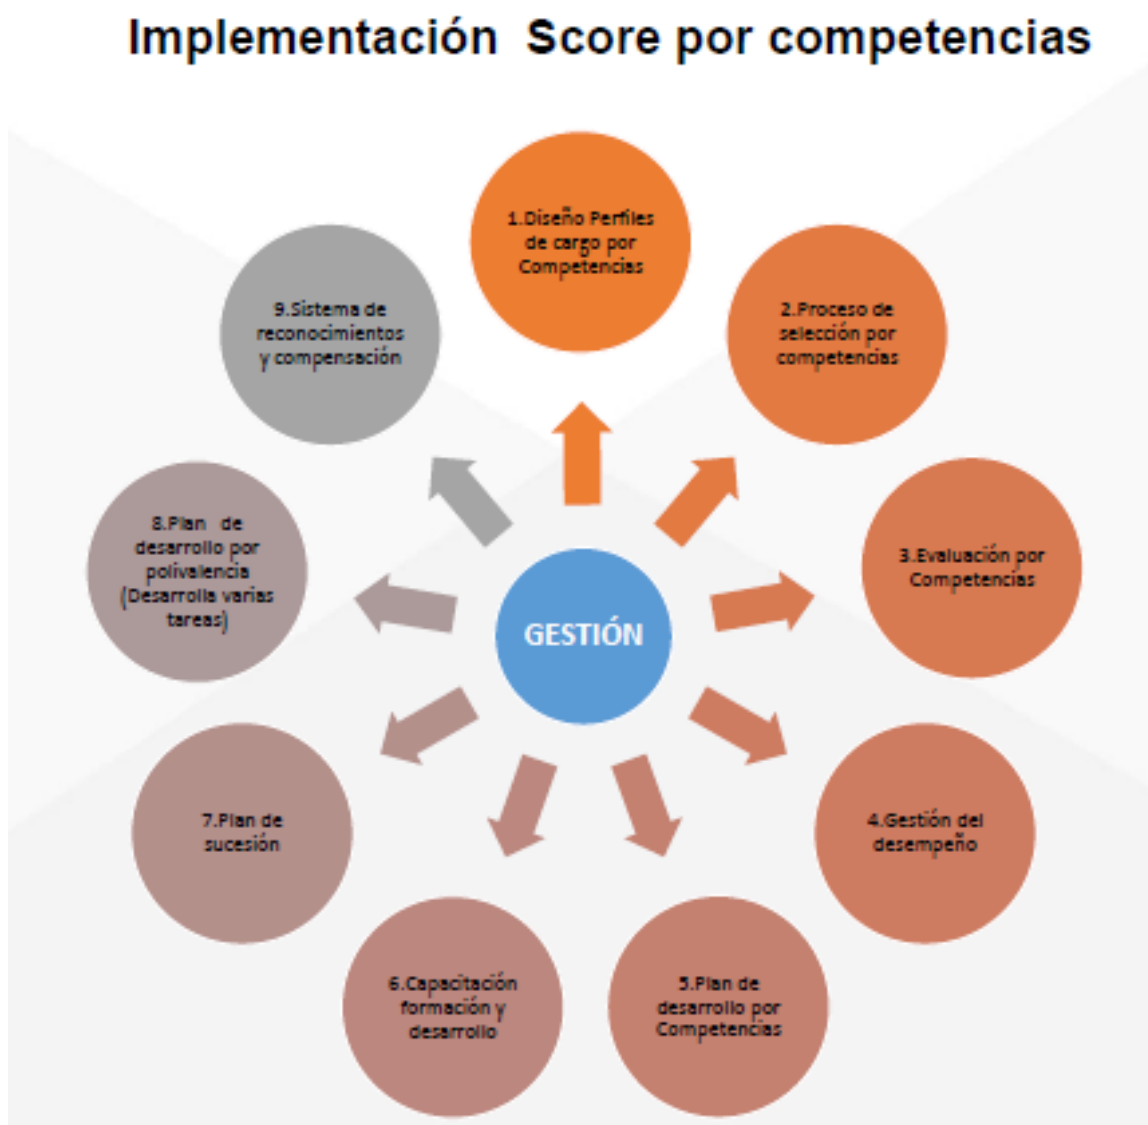 Implementación Score por competencias
1.Diseño Perfiles
de cargo por
Competencias
2.Proceso de
selección por
competencias
3.Evaluación por
Competencias
4.Gestión del
desempeño
5.Plan de
desarrollo por
Competencias
6.Capacitación
formación y
desarrollo
7.Plan de
sucesión
8.Plan de
desarrollo por
polivalencia
(Desarrolla varias
tareas)
9.Sistema de
reconocimientos
y compensación
GESTIÓN